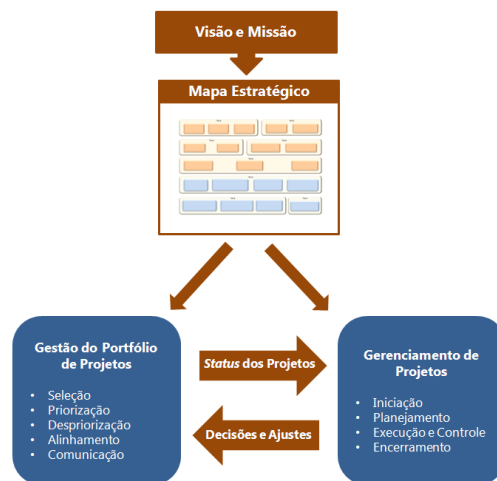 Visão e Missão
Mapa Estratégico
Gestão do Portfólio
de Projetos
• Seleção
• Priorização
• Despriorização
• Alinhamento
• Comunicação
Status dos Projetos
Decisões e Ajustes
Gerenciamento de
Projetos
• Iniciação
• Planejamento
• Execução e Controle
• Encerramento